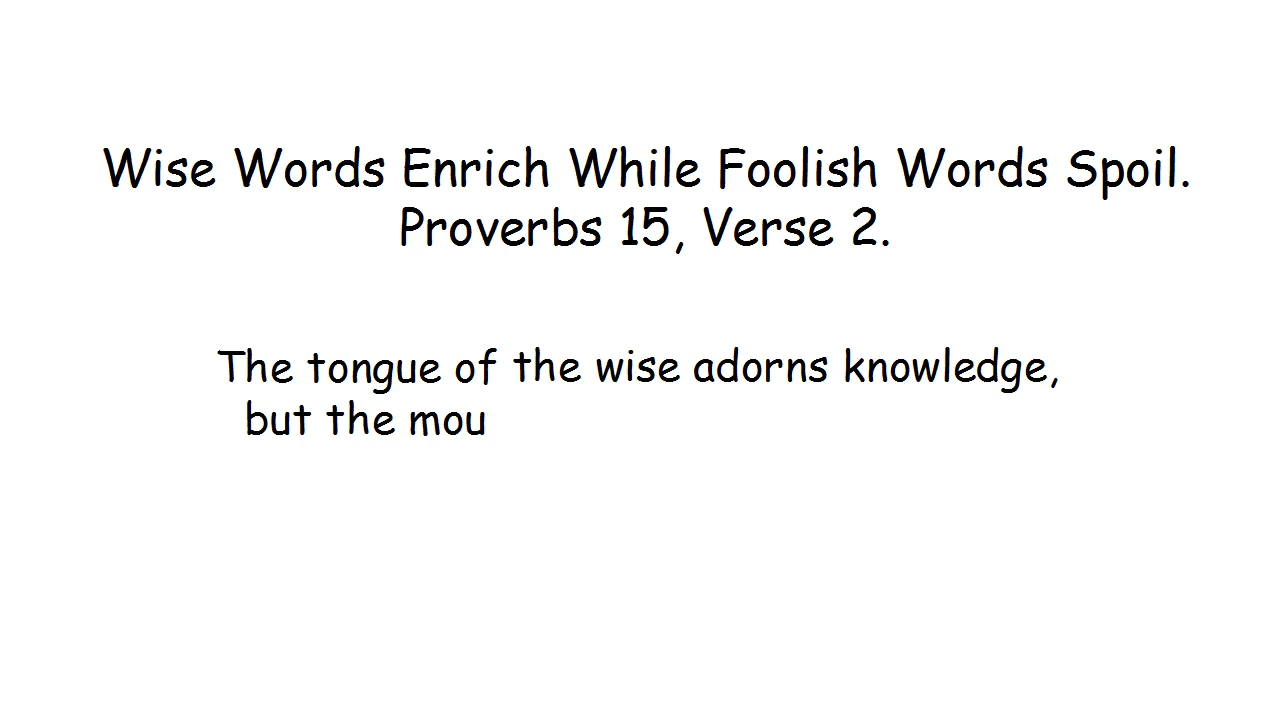 Wise Words Enrich While Foolish Words Spoil.
Proverbs 15, Verse 2.
The tongue of the wise adorns knowledge,
but the mou